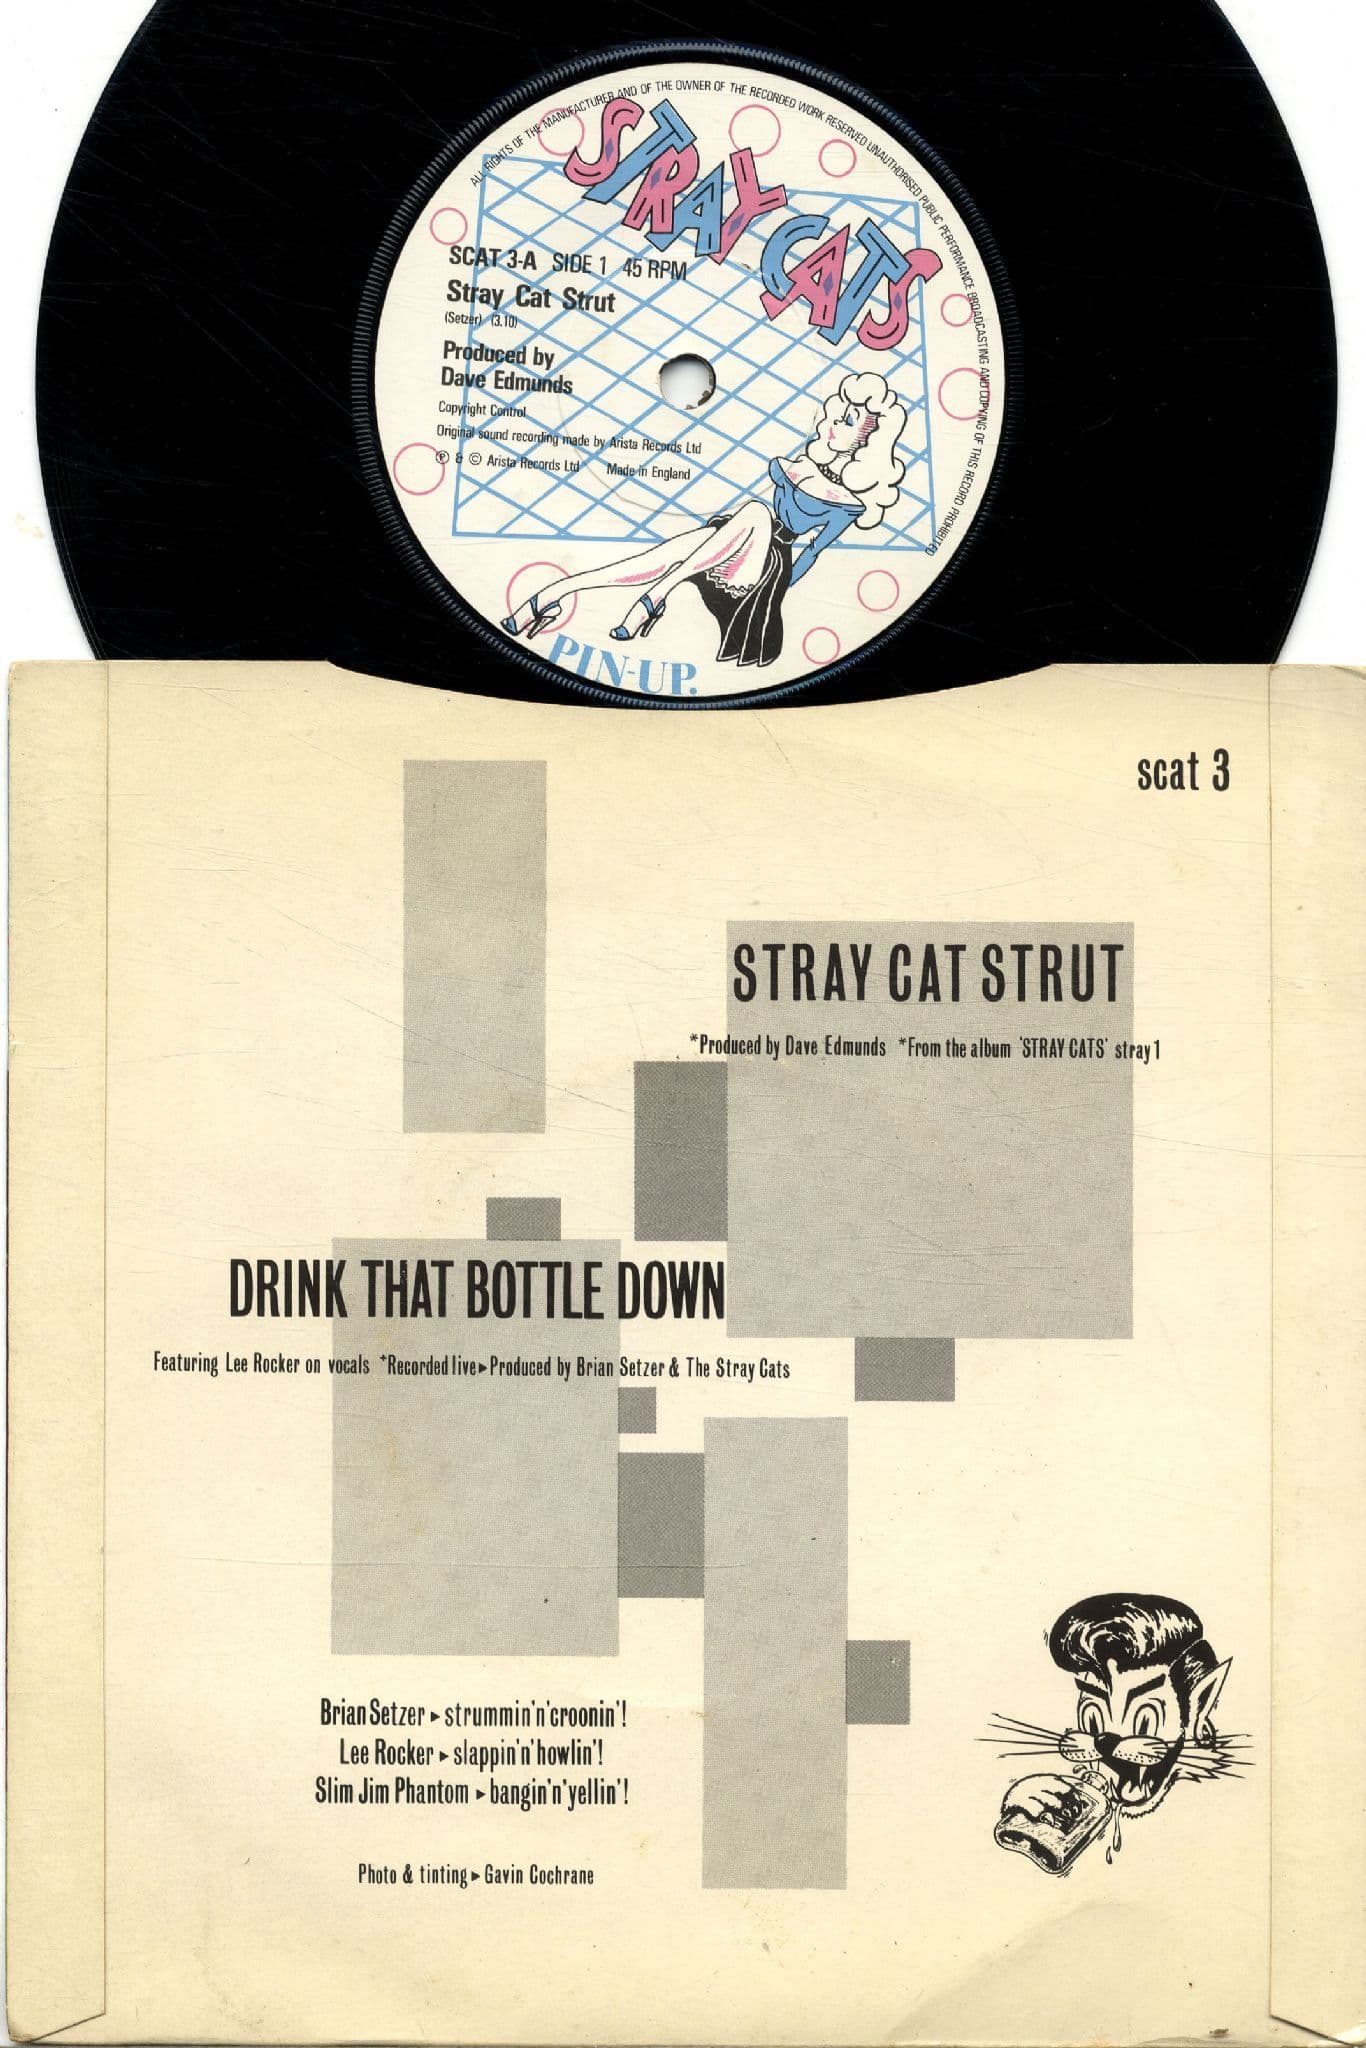 ALL RIGHTS OF THE MANUFACTURER AND OF THE OWNER OF THE RECORDED WORK RESERVED UNAUTHORISED PUBLIC PERFORMANCE BROADCASTING AND COPYING OF THIS RECORD PROHIBITED
STRAY CATS
SCAT 3-A SIDE 1 45 RPM
Stray Cat Strut
(Setzer) (3.10)
Produced by
Dave Edmunds
Copyright Control
Original sound recording made by Arista Records Ltd
℗ & © Arista Records Ltd Made in England
PIN-UP.
scat 3
STRAY CAT STRUT
*Produced by Dave Edmunds *From the album 'STRAY CATS' stray 1
DRINK THAT BOTTLE DOWN
Featuring Lee Rocker on vocals +Recorded live ▸ Produced by Brian Setzer & The Stray Cats
Brian Setzer ▸ strummin'n'croonin'!
Lee Rocker ▸ slappin'n'howlin'!
Slim Jim Phantom ▸ bangin'n'yellin'!
Photo & tinting ▸ Gavin Cochrane